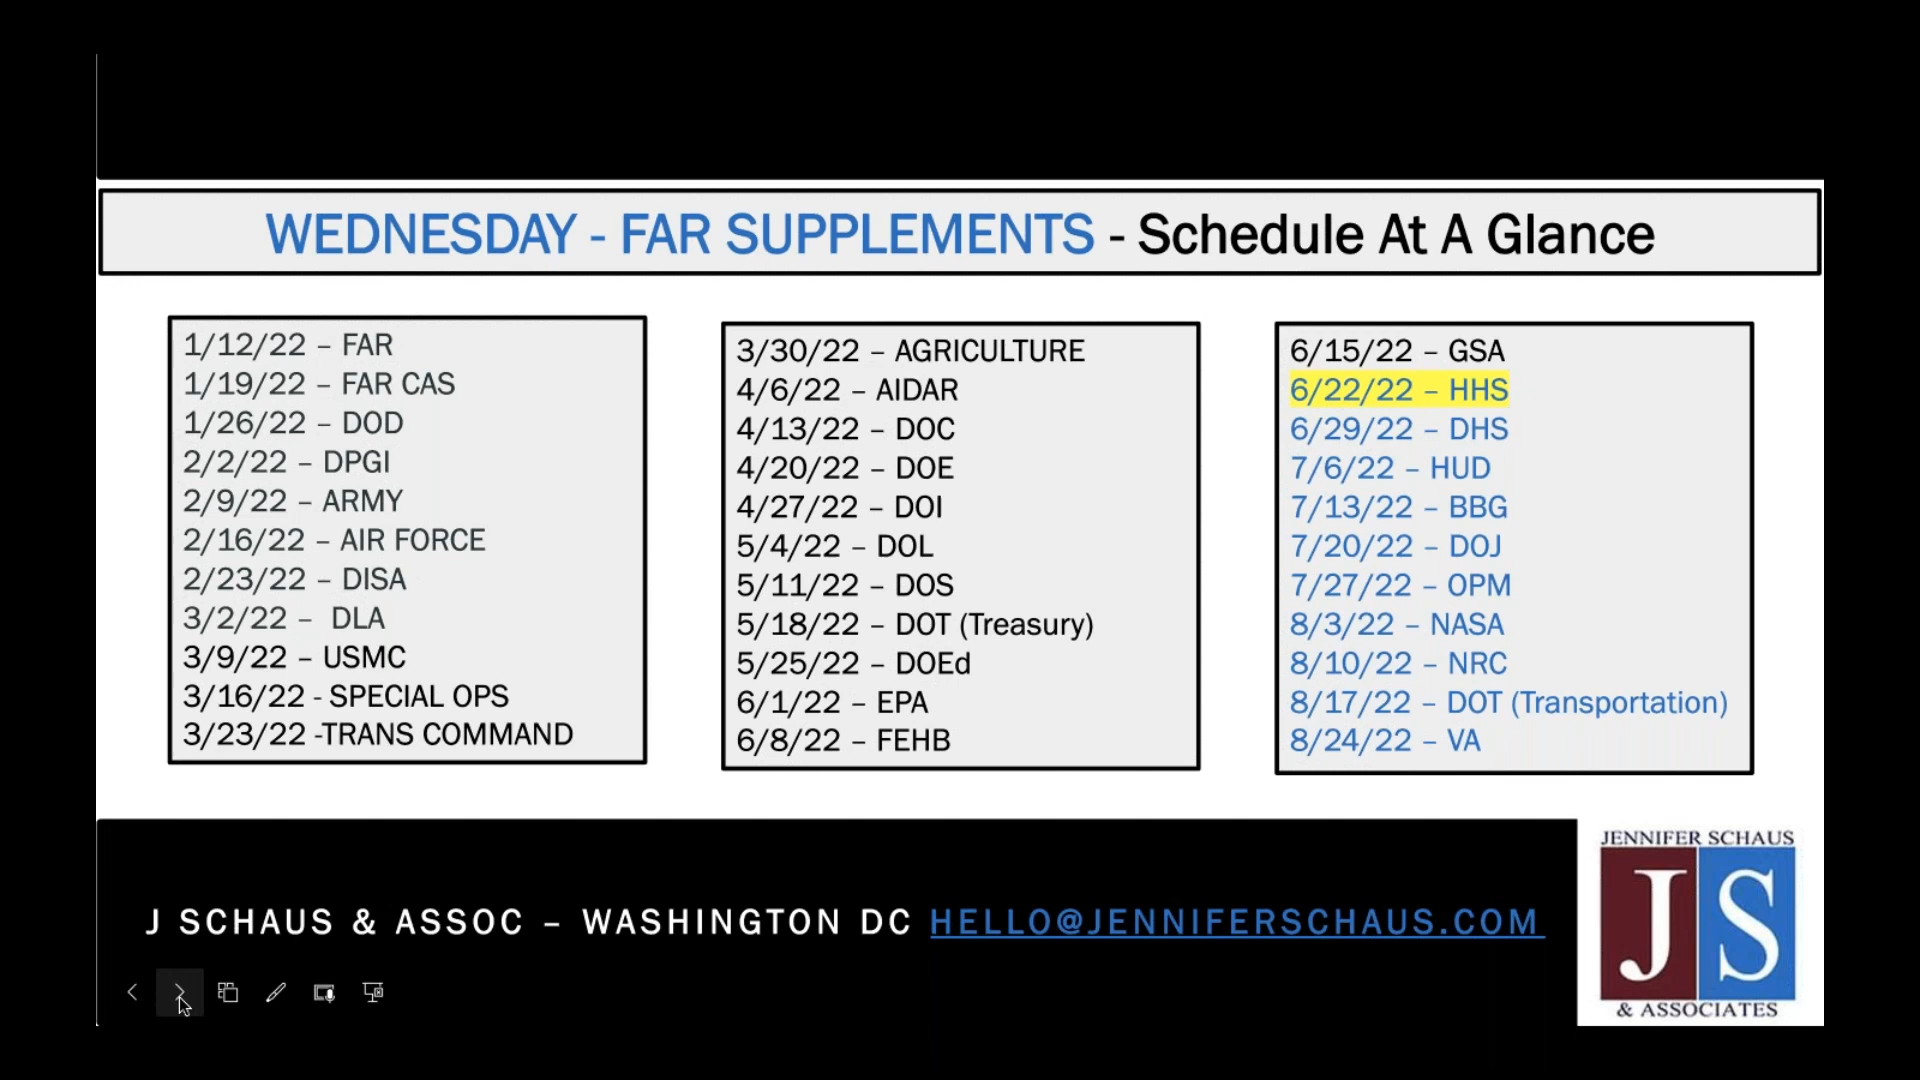 WEDNESDAY - FAR SUPPLEMENTS - Schedule At A Glance
1/12/22 – FAR
1/19/22 – FAR CAS
1/26/22 – DOD
2/2/22 – DPGI
2/9/22 – ARMY
2/16/22 – AIR FORCE
2/23/22 – DISA
3/2/22 – DLA
3/9/22 – USMC
3/16/22 - SPECIAL OPS
3/23/22 -TRANS COMMAND
3/30/22 – AGRICULTURE
4/6/22 – AIDAR
4/13/22 – DOC
4/20/22 – DOE
4/27/22 – DOI
5/4/22 – DOL
5/11/22 – DOS
5/18/22 – DOT (Treasury)
5/25/22 – DOEd
6/1/22 – EPA
6/8/22 – FEHB
6/15/22 – GSA
6/22/22 – HHS
6/29/22 – DHS
7/6/22 – HUD
7/13/22 – BBG
7/20/22 – DOJ
7/27/22 – OPM
8/3/22 – NASA
8/10/22 – NRC
8/17/22 – DOT (Transportation)
8/24/22 – VA
J SCHAUS & ASSOC – WASHINGTON DC HELLO@JENNIFERSCHAUS.COM
JENNIFER SCHAUS
JS
& ASSOCIATES